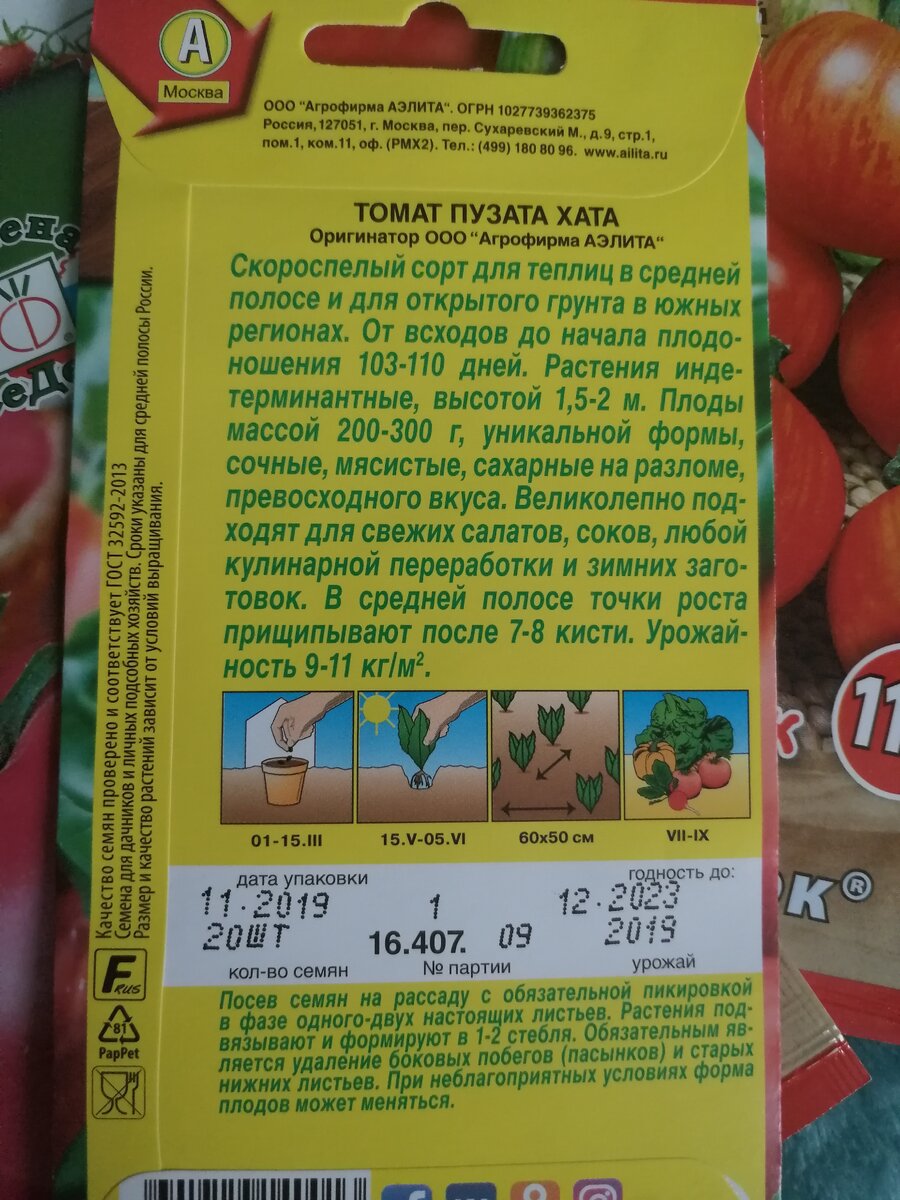 А
Москва
ООО "Агрофирма АЭЛИТА". ОГРН 1027739362375
Россия,127051, г. Москва, пер. Сухаревский М., д.9, стр.1,
пом.1, ком.11, оф. (РМХ2). Тел.: (499) 180 80 96. www.ailita.ru
ТОМАТ ПУЗАТА ХАТА
Оригинатор ООО "Агрофирма АЭЛИТА"
Скороспелый сорт для теплиц в средней
полосе и для открытого грунта в южных
регионах. От всходов до начала плодо-
ношения 103-110 дней. Растения инде-
терминантные, высотой 1,5-2 м. Плоды
массой 200-300 г, уникальной формы,
сочные, мясистые, сахарные на разломе,
превосходного вкуса. Великолепно под-
ходят для свежих салатов, соков, любой
кулинарной переработки и зимних заго-
товок. В средней полосе точки роста
прищипывают после 7-8 кисти. Урожай-
ность 9-11 кг/м².
01-15.III 15.V-05.VI 60х50 см VII-IX
дата упаковки годность до:
11.2019 1 12.2023
20ШТ 16.407. 09 2019
кол-во семян № партии урожай
Посев семян на рассаду с обязательной пикировкой
в фазе одного-двух настоящих листьев. Растения под-
вязывают и формируют в 1-2 стебля. Обязательным яв-
ляется удаление боковых побегов (пасынков) и старых
нижних листьев. При неблагоприятных условиях форма
плодов может меняться.
Качество семян проверено и соответствует ГОСТ 32592-2013
Семена для дачников и личных подсобных хозяйств. Сроки указаны для средней полосы России.
Размер и качество растений зависит от условий выращивания.
F RUS
81
PapPet
ена
еДо
11
к
ок®